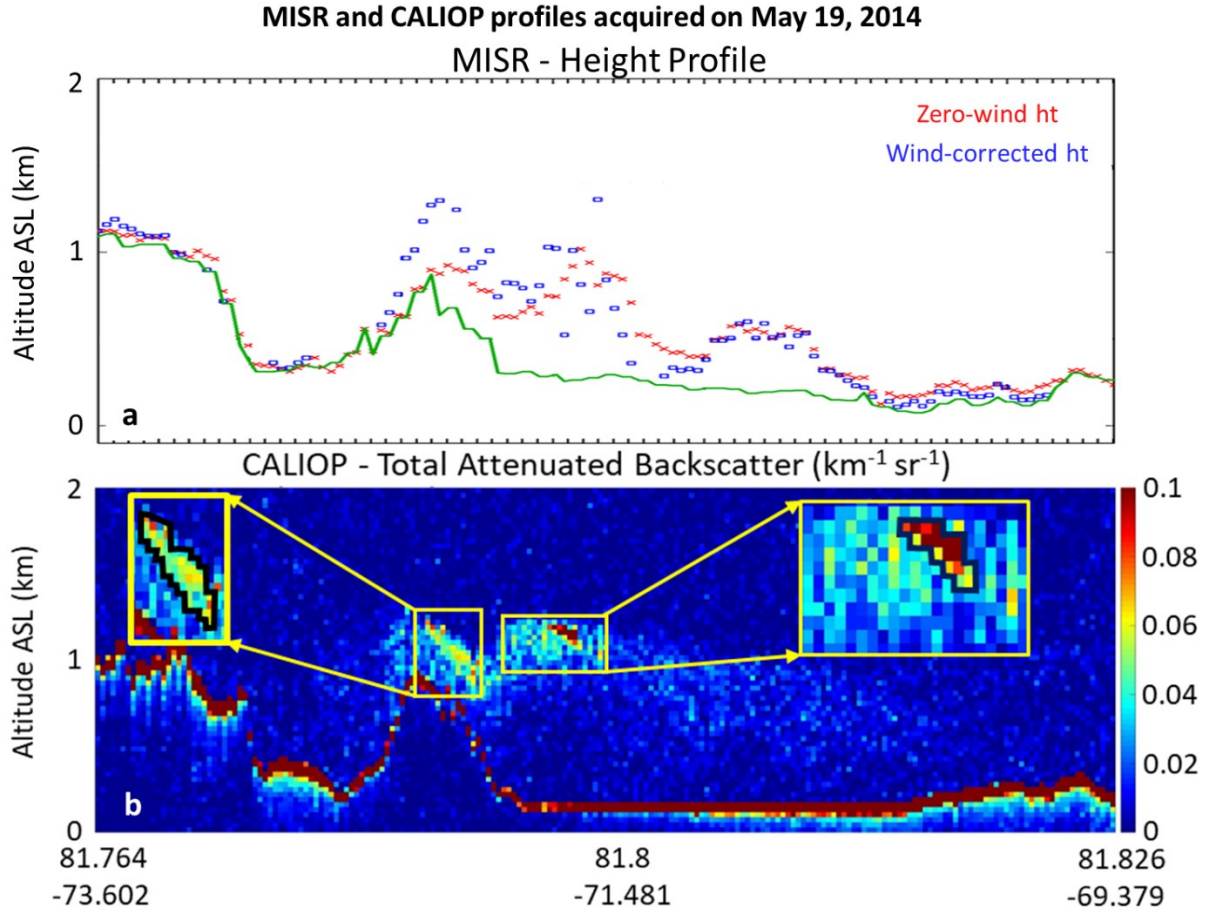 MISR and CALIOP profiles acquired on May 19, 2014
MISR - Height Profile
2
Zero-wind ht
Wind-corrected ht
Altitude ASL (km)
1
a
0
CALIOP - Total Attenuated Backscatter (km⁻¹ sr⁻¹)
2
0.1
0.08
Altitude ASL (km)
0.06
1
0.04
0.02
b
0
0
81.764
81.8
81.826
-73.602
-71.481
-69.379